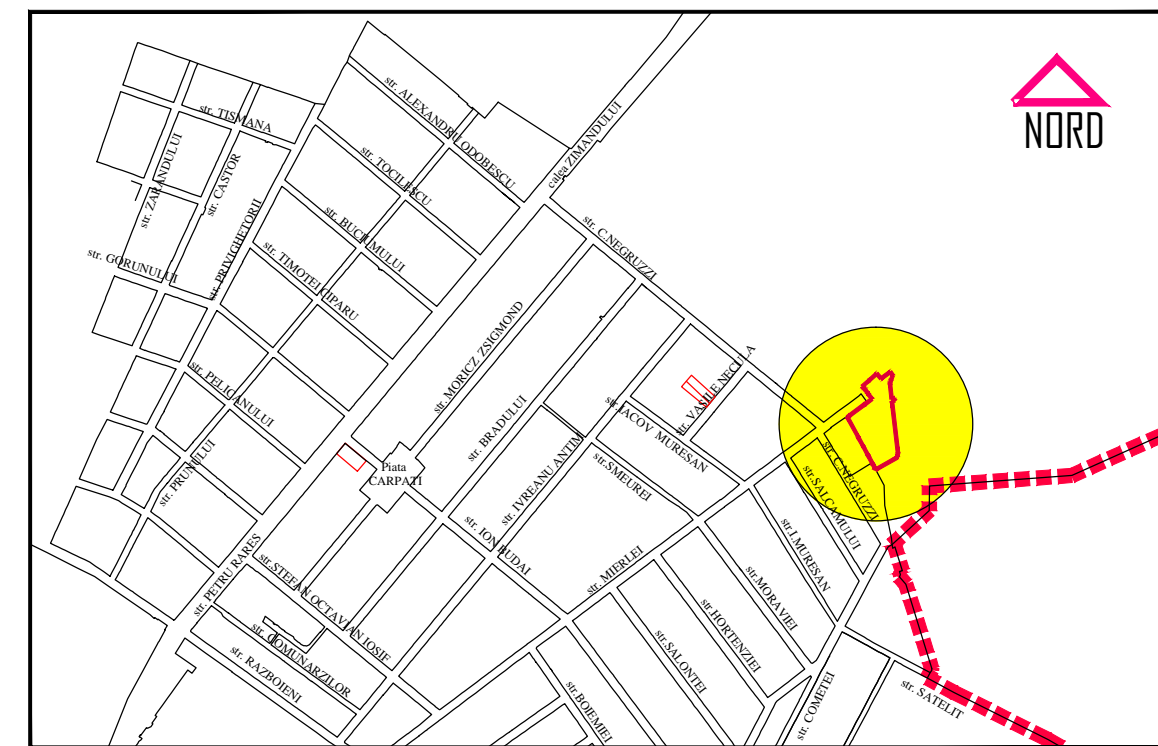 NORD
str. ALEXANDRU ODOBESCU
str. TISMANA
calea ZIMANDULUI
str. TOCILESCU
str. ZARANDULUI
str. CASTOR
str. BUCIUMULUI
str. C.NEGRUZZI
str. PRIVIGHETORII
str. GORUNULUI
str. TIMOTEI CIPARU
str. MORICZ ZSIGMOND
str. VASILE NECULA
str. PELICANULUI
str. BRADULUI
str.IACOV MURESAN
str. C.NEGRUZZI
str. PRUNULUI
Piata
CARPATI
str. IVREANU ANTIM
str.SMEUREI
str.SALCAMULUI
str. ION BUDAI
str.I.MURESAN
str. PETRU RARES
str.STEFAN OCTAVIAN IOSIF
str. MIERLEI
str.MORAVIEI
str. COMUNARZILOR
str.HORTENZIEI
str. RAZBOIENI
str.SALONTEI
str.BOIEMIEI
str. COMETEI
str. SATELIT